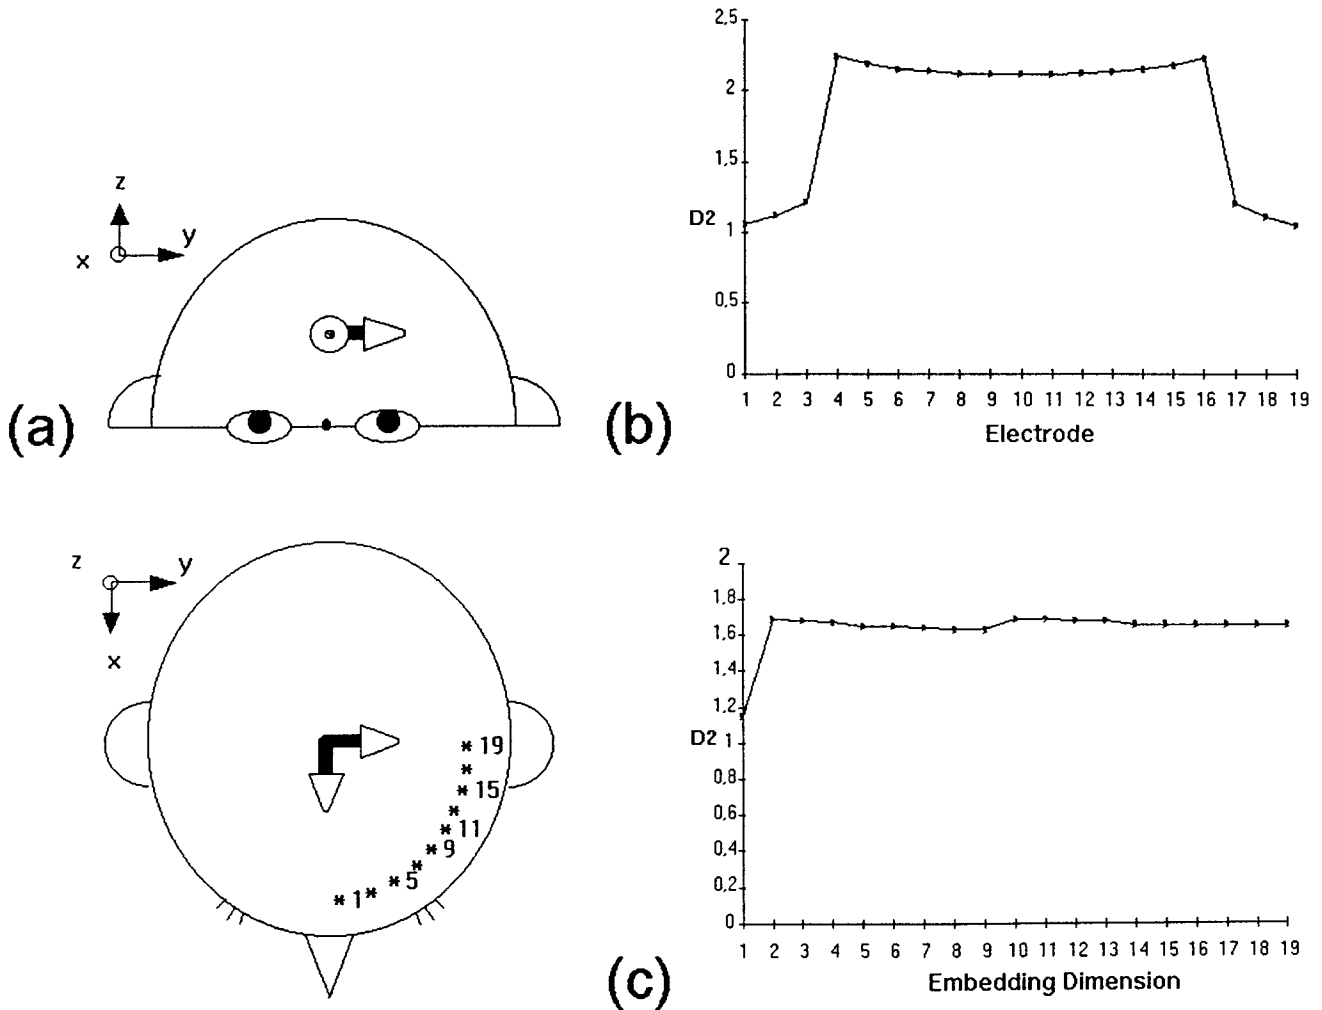 z
y
x
(a)
z
y
x
19
15
11
9
5
1
2,5
2
1,5
D2
1
0,5
0
1 2 3 4 5 6 7 8 9 10 11 12 13 14 15 16 17 18 19
(b)
Electrode
2
1,8
1,6
1,4
1,2
D2 1
0,8
0,6
0,4
0,2
0
1 2 3 4 5 6 7 8 9 10 11 12 13 14 15 16 17 18 19
(c)
Embedding Dimension